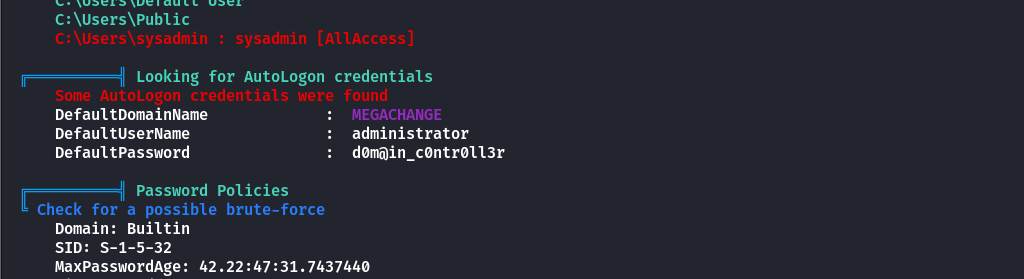 C:\Users\Default User
C:\Users\Public
C:\Users\sysadmin : sysadmin [AllAccess]
Looking for AutoLogon credentials
Some AutoLogon credentials were found
DefaultDomainName : MEGACHANGE
DefaultUserName : administrator
DefaultPassword : d0m@in_c0ntr0ll3r
Password Policies
Check for a possible brute-force
Domain: Builtin
SID: S-1-5-32
MaxPasswordAge: 42.22:47:31.7437440